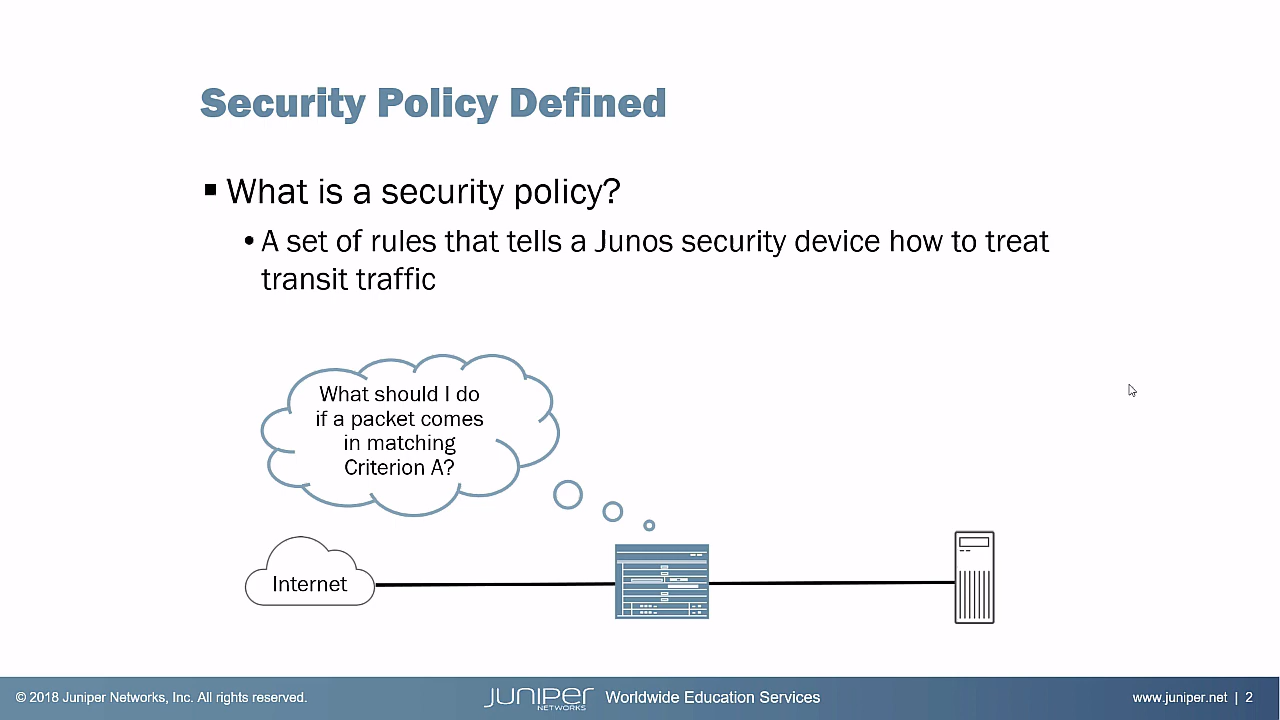 Security Policy Defined
▪ What is a security policy?
• A set of rules that tells a Junos security device how to treat
transit traffic
What should I do
if a packet comes
in matching
Criterion A?
Internet
© 2018 Juniper Networks, Inc. All rights reserved.
JUNIPER
NETWORKS
Worldwide Education Services
www.juniper.net | 2